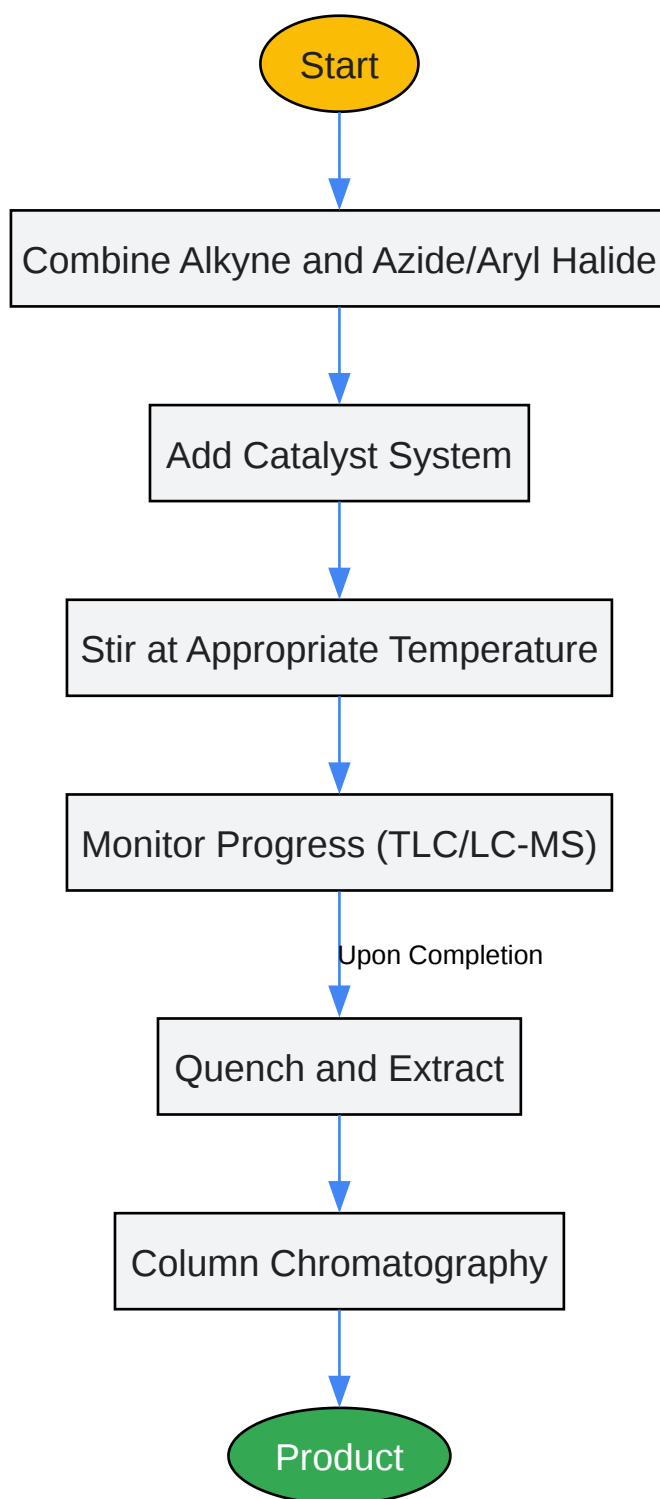 Start
Combine Alkyne and Azide/Aryl Halide
Add Catalyst System
Stir at Appropriate Temperature
Monitor Progress (TLC/LC-MS)
Upon Completion
Quench and Extract
Column Chromatography
Product